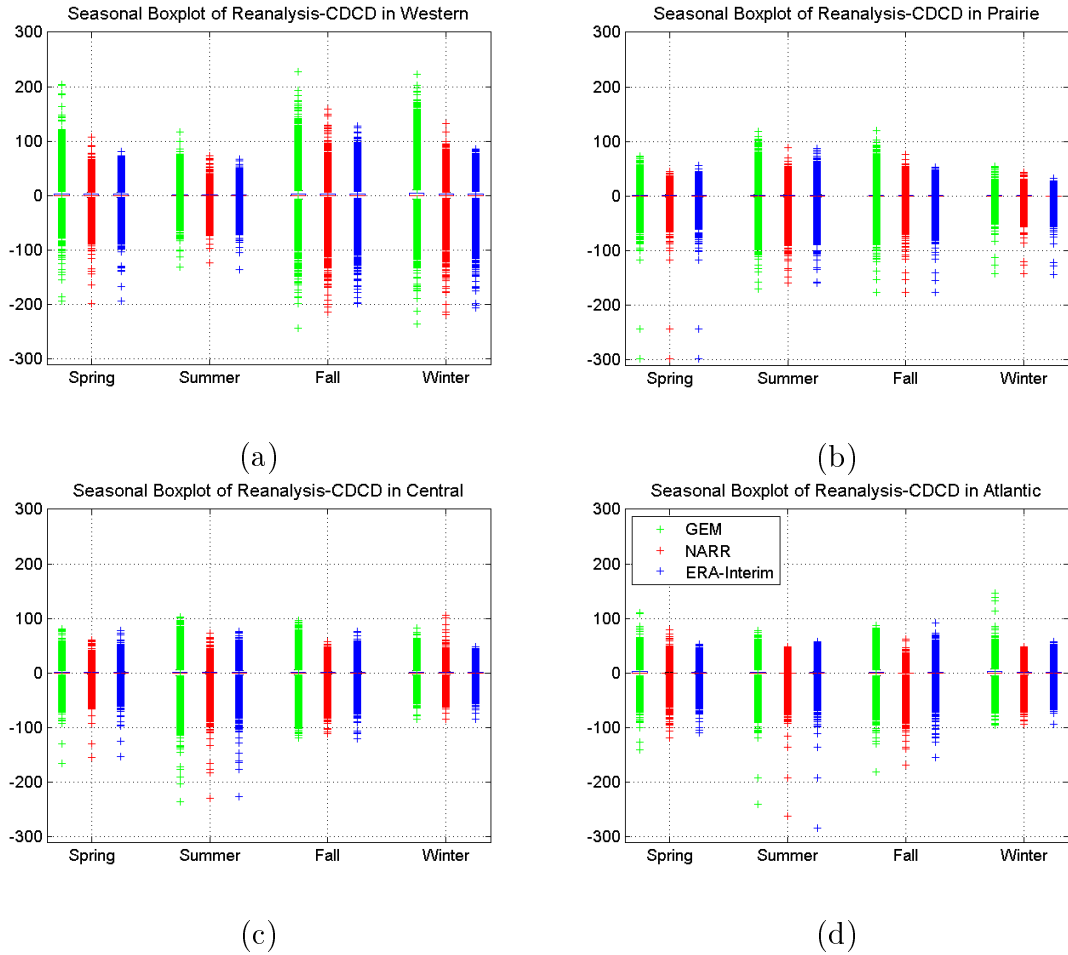 Seasonal Boxplot of Reanalysis-CDCD in Western
300
200
100
0
-100
-200
-300
Spring Summer Fall Winter
(a)
Seasonal Boxplot of Reanalysis-CDCD in Prairie
300
200
100
0
-100
-200
-300
Spring Summer Fall Winter
(b)
Seasonal Boxplot of Reanalysis-CDCD in Central
300
200
100
0
-100
-200
-300
Spring Summer Fall Winter
(c)
Seasonal Boxplot of Reanalysis-CDCD in Atlantic
300
200
100
0
-100
-200
-300
GEM
NARR
ERA-Interim
Spring Summer Fall Winter
(d)